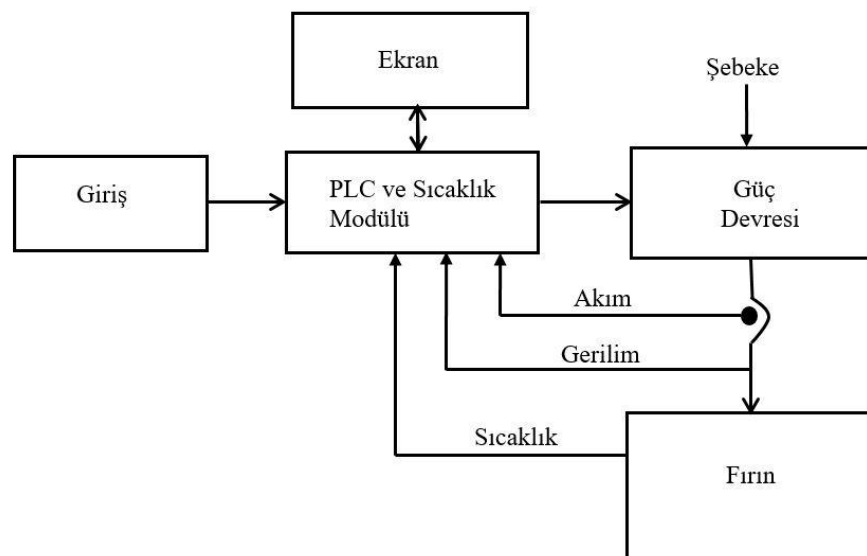 Ekran
Şebeke
Giriş
PLC ve Sıcaklık
Modülü
Güç
Devresi
Akım
Gerilim
Sıcaklık
Fırın